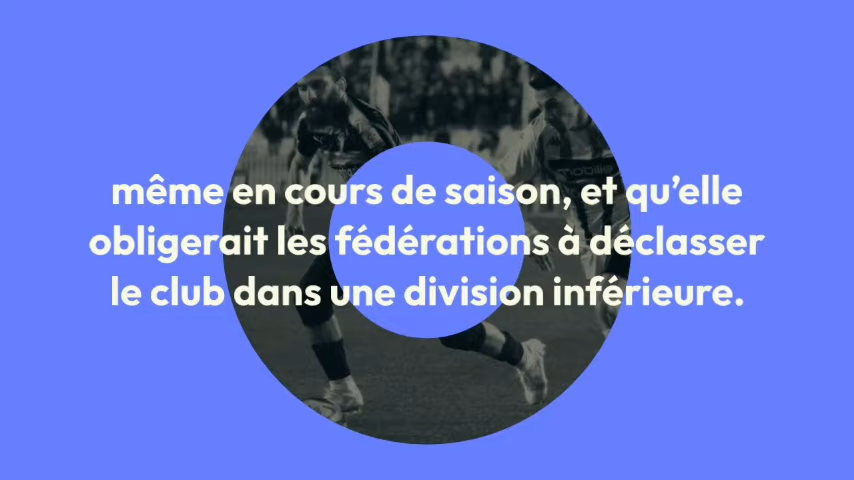 même en cours de saison, et qu’elle
obligerait les fédérations à déclasser
le club dans une division inférieure.